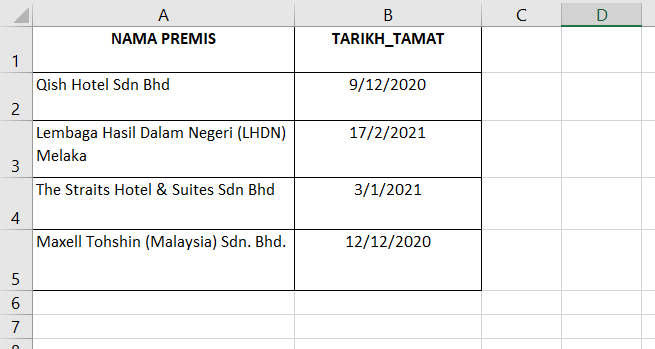 A B C D
1 NAMA PREMIS TARIKH_TAMAT
2 Qish Hotel Sdn Bhd 9/12/2020
3 Lembaga Hasil Dalam Negeri (LHDN) 17/2/2021
Melaka
4 The Straits Hotel & Suites Sdn Bhd 3/1/2021
5 Maxell Tohshin (Malaysia) Sdn. Bhd. 12/12/2020
6
7